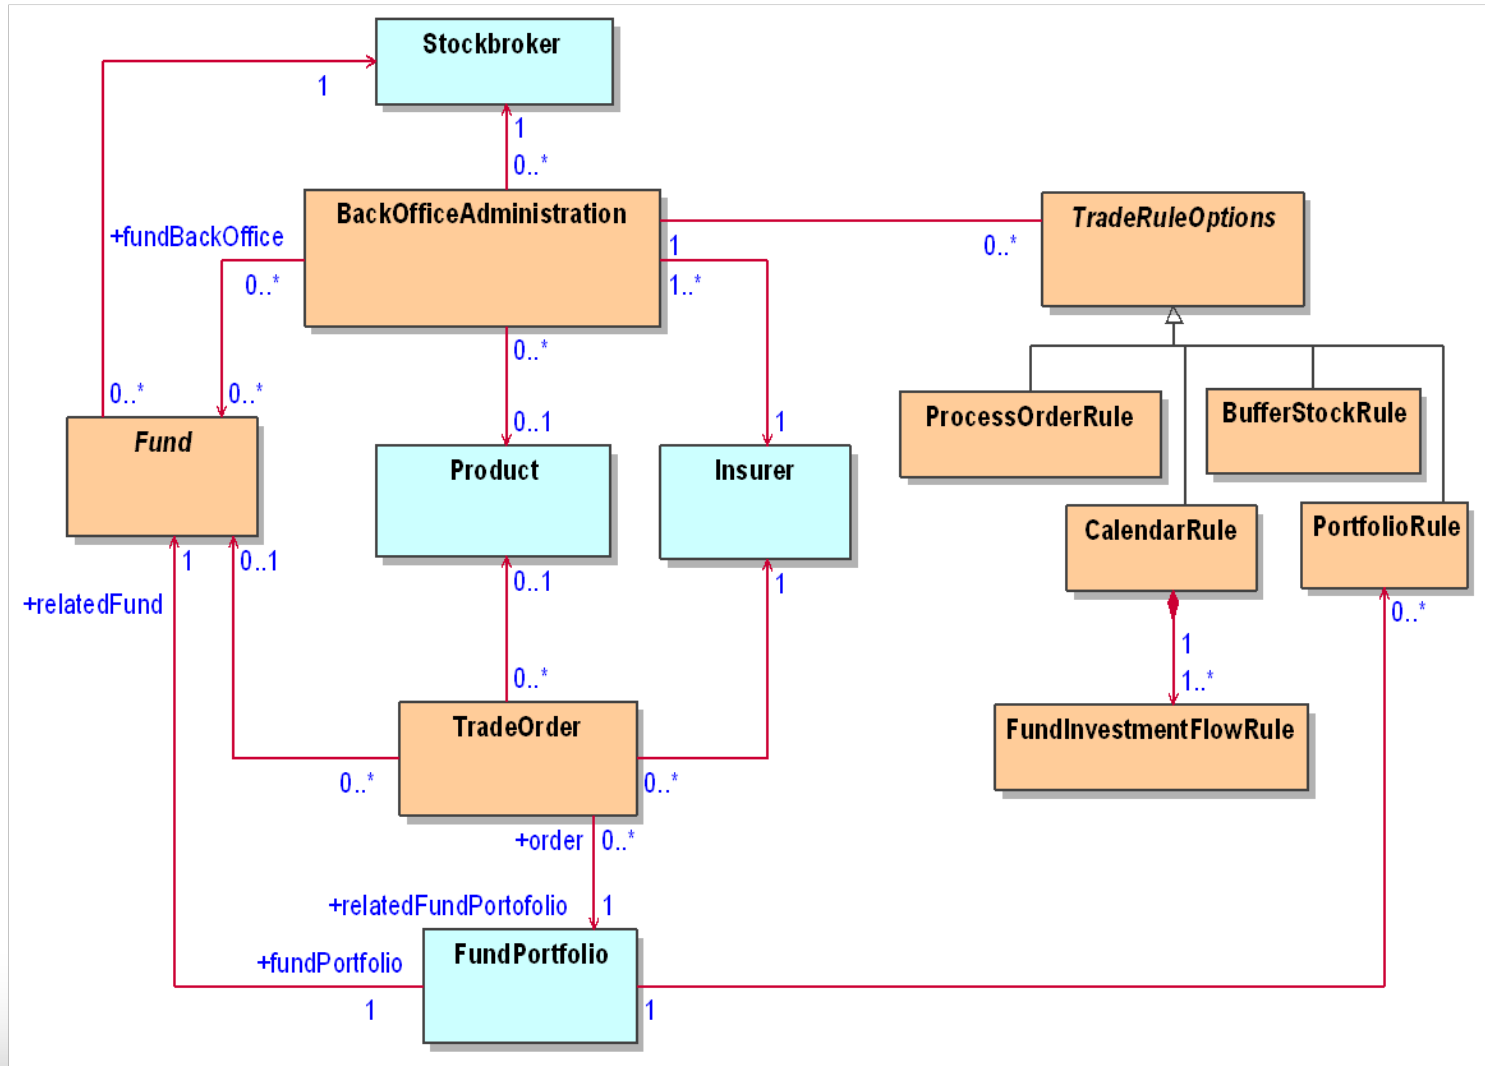 Stockbroker
1
1
0..*
BackOfficeAdministration
TradeRuleOptions
+fundBackOffice
1
0..*
0..*
1..*
0..*
0..*
0..*
0..1
1
Fund
Product
Insurer
ProcessOrderRule
BufferStockRule
CalendarRule
PortfolioRule
1
0..1
0..1
1
+relatedFund
0..*
1
1..*
0..*
TradeOrder
FundInvestmentFlowRule
0..*
0..*
+order
0..*
+relatedFundPortofolio
1
FundPortfolio
+fundPortfolio
1
1